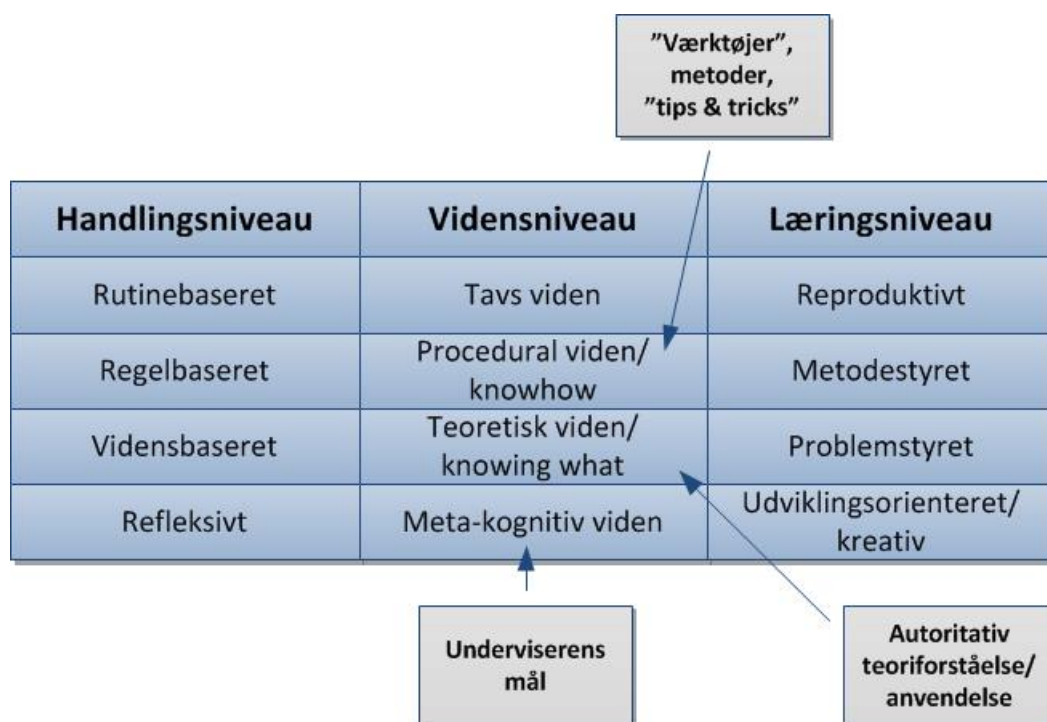 ”Værktøjer”,
metoder,
”tips & tricks”
Handlingsniveau Vidensniveau Læringsniveau
Rutinebaseret Tavs viden Reproduktivt
Regelbaseret Procedural viden/ Metodestyret
knowhow
Vidensbaseret Teoretisk viden/ Problemstyret
knowing what
Refleksivt Meta-kognitiv viden Udviklingsorienteret/
kreativ
Underviserens
mål
Autoritativ
teoriforståelse/
anvendelse